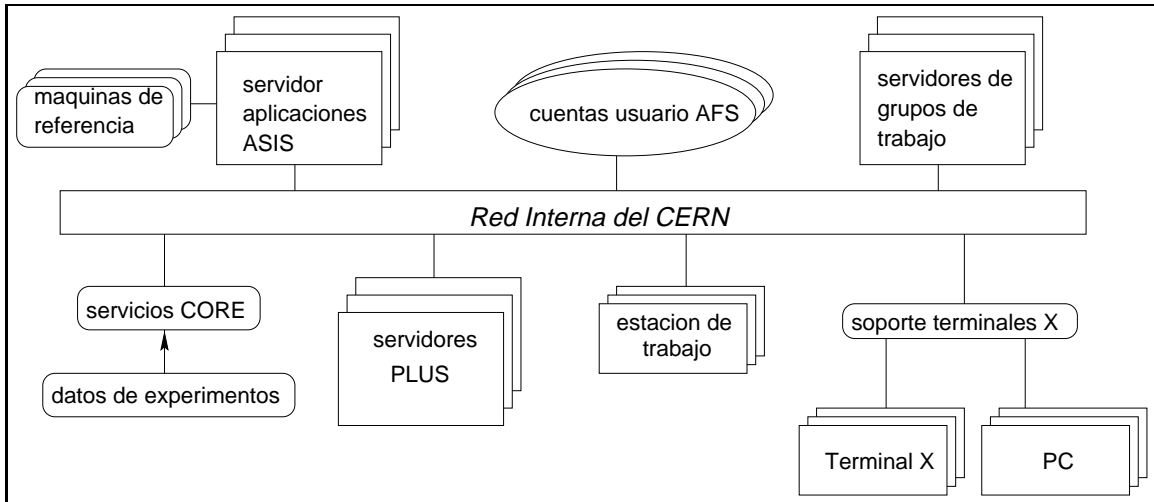 maquinas de
referencia
servidor
aplicaciones
ASIS
cuentas usuario AFS
servidores de
grupos de
trabajo
Red Interna del CERN
servicios CORE
datos de experimentos
servidores
PLUS
estacion de
trabajo
soporte terminales X
Terminal X
PC